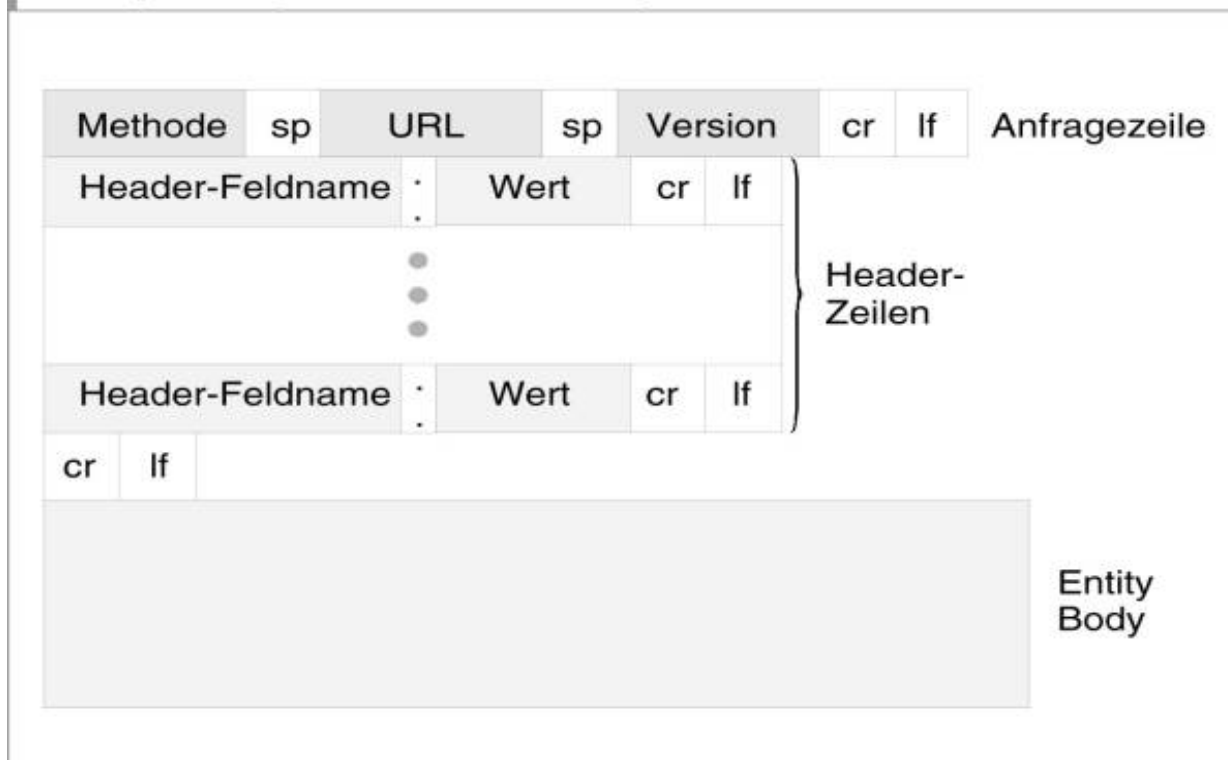 Methode sp URL sp Version cr lf Anfragezeile
Header-Feldname : Wert cr lf
Header-
Zeilen
Header-Feldname : Wert cr lf
cr lf
Entity
Body